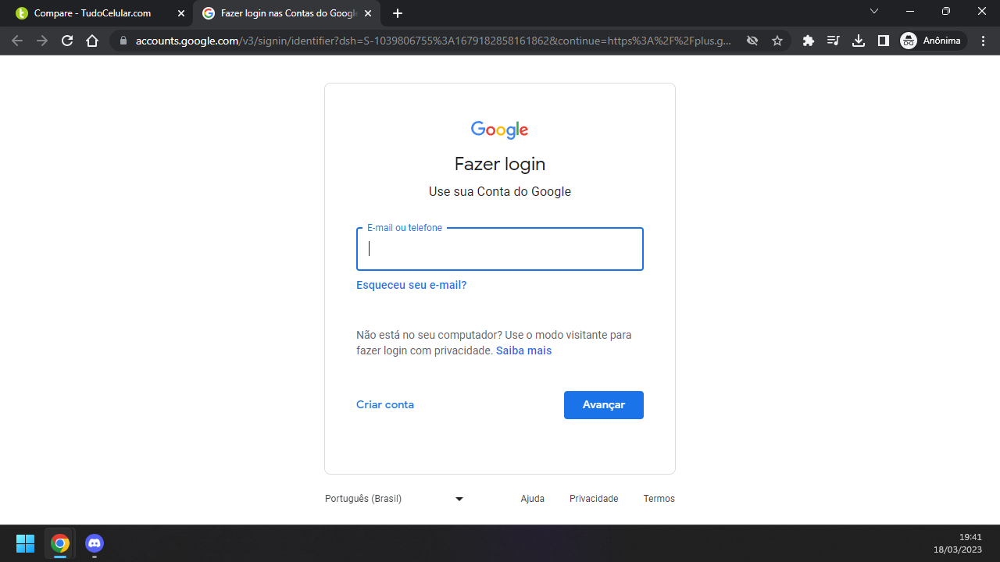 Compare - TudoCelular.com
Fazer login nas Contas do Google
accounts.google.com/v3/signin/identifier?dsh=S-1039806755%3A1679182858161862&continue=https%3A%2F%2Fplus.g...
Anônima
Google
Fazer login
Use sua Conta do Google
E-mail ou telefone
Esqueceu seu e-mail?
Não está no seu computador? Use o modo visitante para
fazer login com privacidade. Saiba mais
Criar conta
Avançar
Português (Brasil)
Ajuda
Privacidade
Termos
19:41
18/03/2023